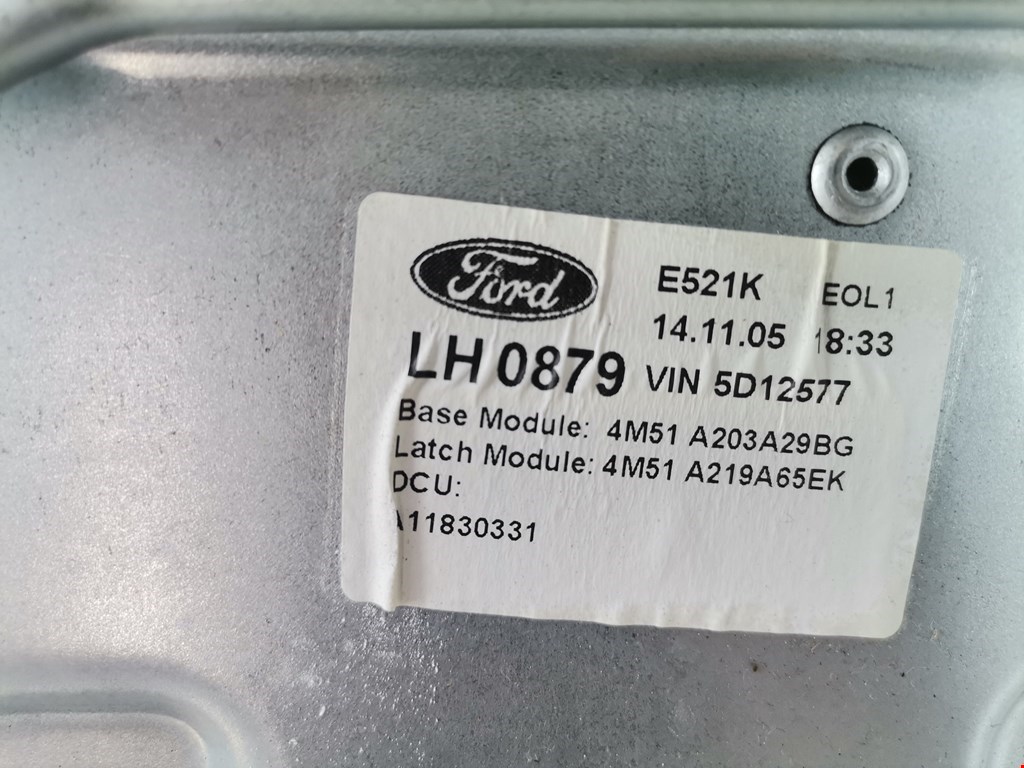 Ford
E521K EOL1
14.11.05 18:33
LH 0879 VIN 5D12577
Base Module: 4M51 A203A29BG
Latch Module: 4M51 A219A65EK
DCU:
A11830331